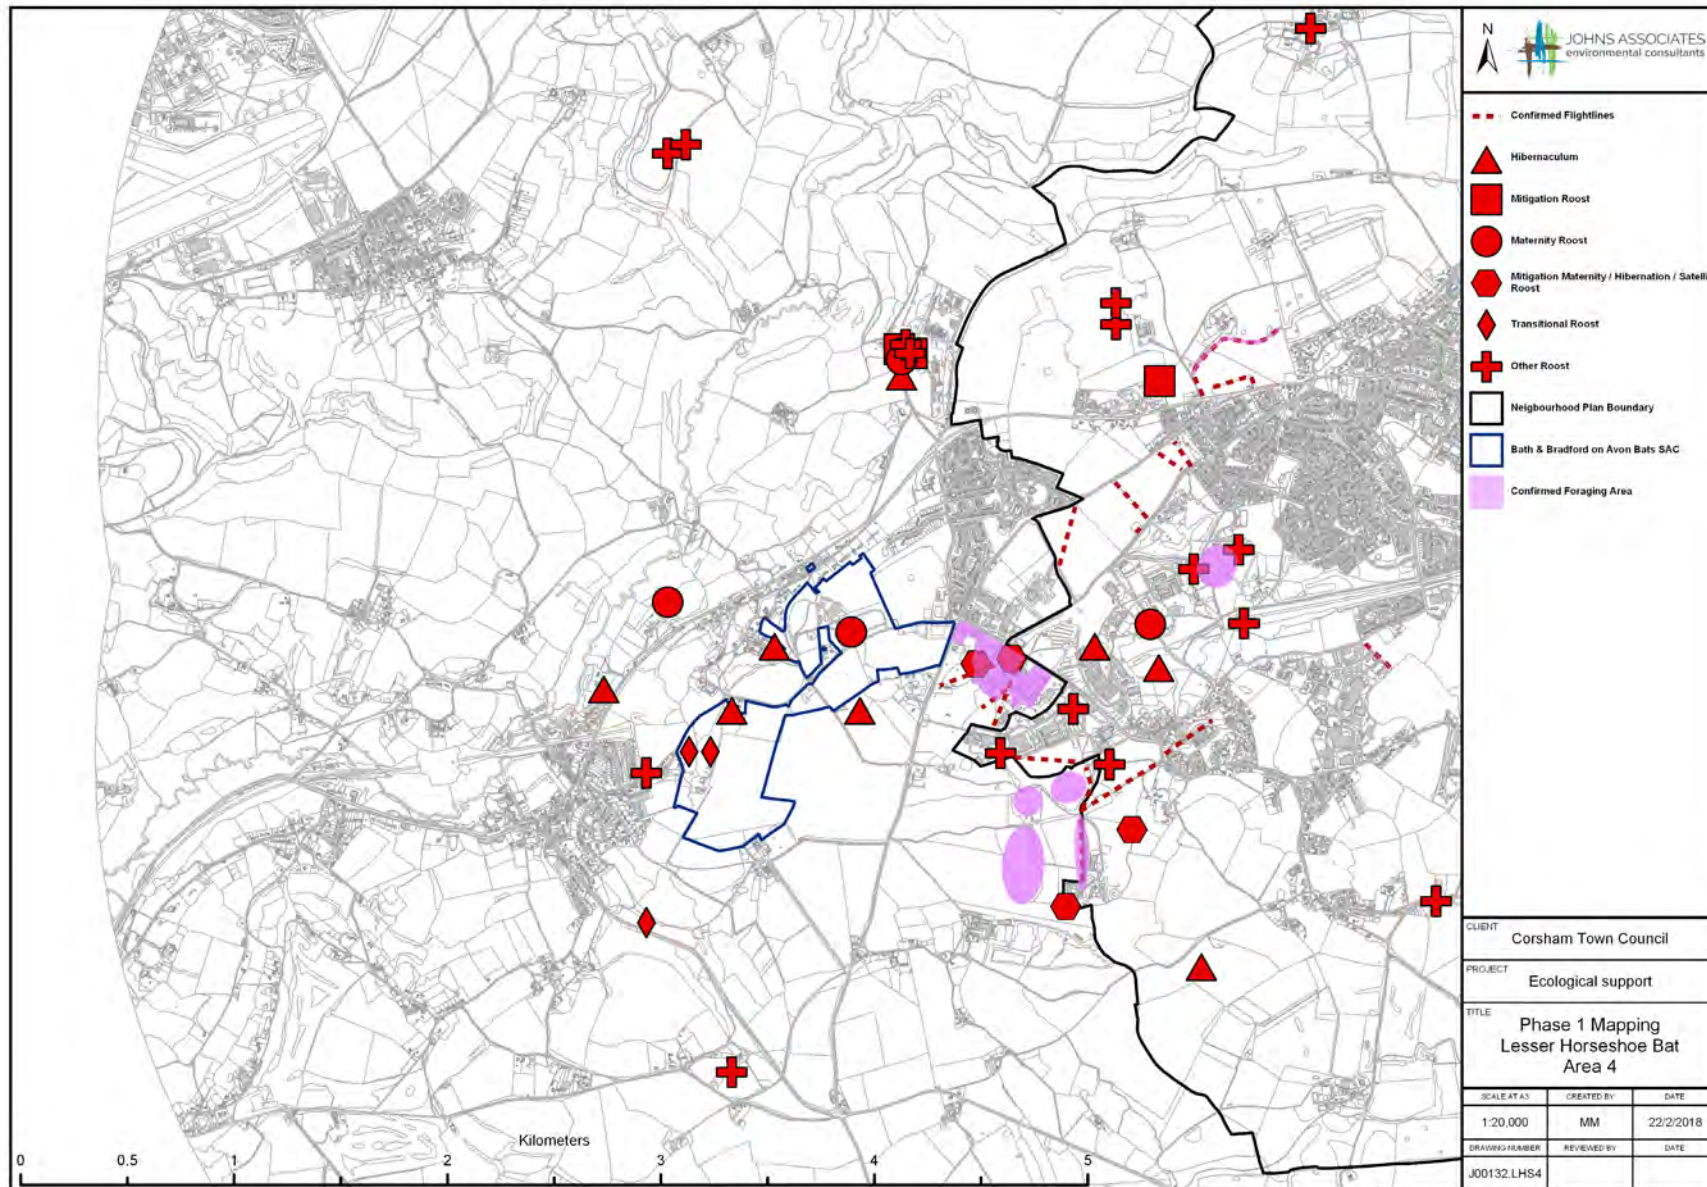 N
JOHNS ASSOCIATES
environmental consultants
Confirmed Flightlines
Hibernaculum
Mitigation Roost
Maternity Roost
Mitigation Maternity / Hibernation / Satelli
Roost
Transitional Roost
Other Roost
Neigbourhood Plan Boundary
Bath & Bradford on Avon Bats SAC
Confirmed Foraging Area
CLIENT
Corsham Town Council
PROJECT
Ecological support
TITLE
Phase 1 Mapping
Lesser Horseshoe Bat
Area 4
SCALE AT A3 CREATED BY DATE
1:20,000 MM 22/2/2018
DRAWING NUMBER REVIEWED BY DATE
J00132.LHS4
Kilometers
0 0.5 1 2 3 4 5